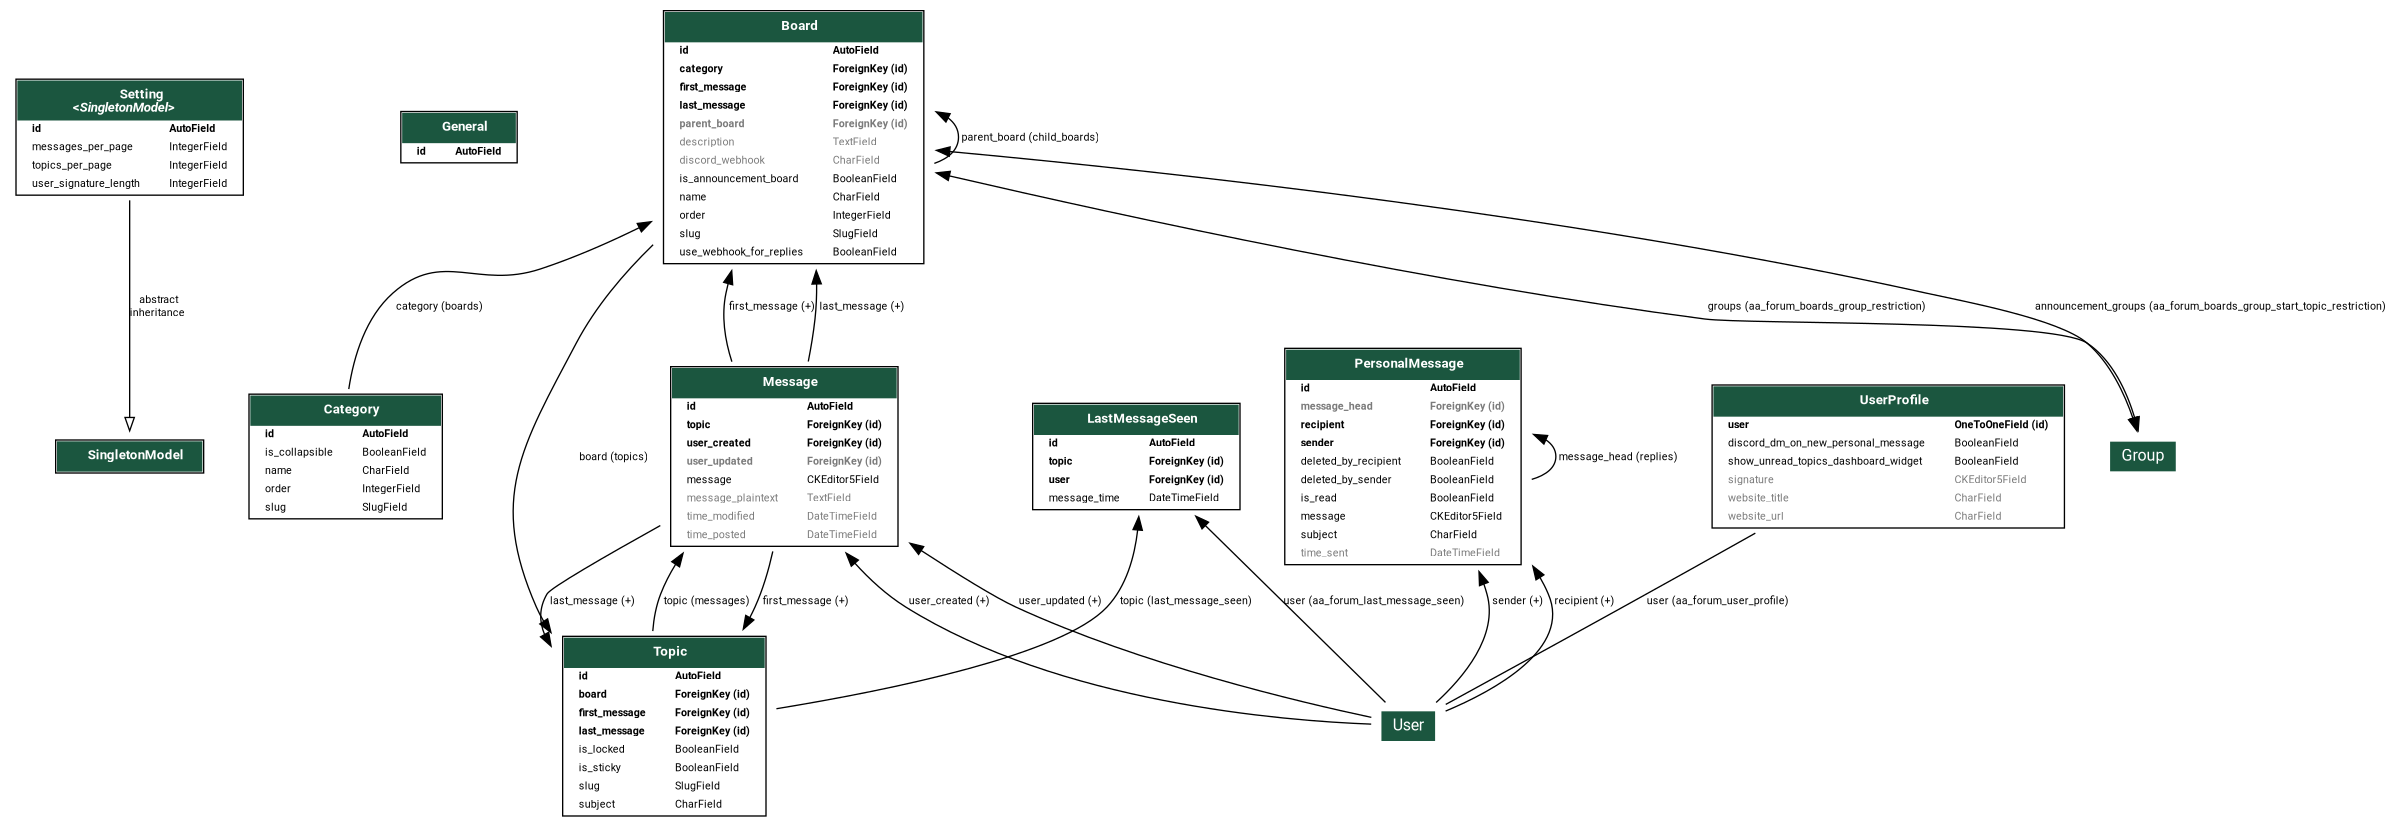 Board
id AutoField
category ForeignKey (id)
first_message ForeignKey (id)
last_message ForeignKey (id)
parent_board ForeignKey (id)
description TextField
discord_webhook CharField
is_announcement_board BooleanField
name CharField
order IntegerField
slug SlugField
use_webhook_for_replies BooleanField
Setting
<SingletonModel>
id AutoField
messages_per_page IntegerField
topics_per_page IntegerField
user_signature_length IntegerField
General
id AutoField
parent_board (child_boards)
abstract
inheritance
category (boards)
first_message (+)
last_message (+)
groups (aa_forum_boards_group_restriction)
announcement_groups (aa_forum_boards_group_start_topic_restriction)
SingletonModel
Category
id AutoField
is_collapsible BooleanField
name CharField
order IntegerField
slug SlugField
board (topics)
Message
id AutoField
topic ForeignKey (id)
user_created ForeignKey (id)
user_updated ForeignKey (id)
message CKEditor5Field
message_plaintext TextField
time_modified DateTimeField
time_posted DateTimeField
LastMessageSeen
id AutoField
topic ForeignKey (id)
user ForeignKey (id)
message_time DateTimeField
PersonalMessage
id AutoField
message_head ForeignKey (id)
recipient ForeignKey (id)
sender ForeignKey (id)
deleted_by_recipient BooleanField
deleted_by_sender BooleanField
is_read BooleanField
message CKEditor5Field
subject CharField
time_sent DateTimeField
message_head (replies)
UserProfile
user OneToOneField (id)
discord_dm_on_new_personal_message BooleanField
show_unread_topics_dashboard_widget BooleanField
signature CKEditor5Field
website_title CharField
website_url CharField
Group
last_message (+)
topic (messages)
first_message (+)
user_created (+)
user_updated (+)
topic (last_message_seen)
user (aa_forum_last_message_seen)
sender (+)
recipient (+)
user (aa_forum_user_profile)
Topic
id AutoField
board ForeignKey (id)
first_message ForeignKey (id)
last_message ForeignKey (id)
is_locked BooleanField
is_sticky BooleanField
slug SlugField
subject CharField
User